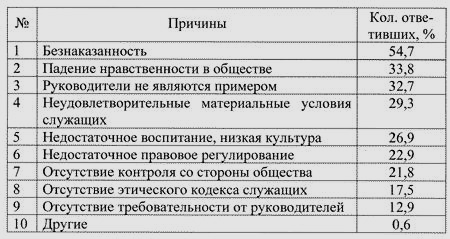 № Причины Кол. отве-
тивших, %
1 Безнаказанность 54,7
2 Падение нравственности в обществе 33,8
3 Руководители не являются примером 32,7
4 Неудовлетворительные материальные условия 29,3
служащих
5 Недостаточное воспитание, низкая культура 26,9
6 Недостаточное правовое регулирование 22,9
7 Отсутствие контроля со стороны общества 21,8
8 Отсутствие этического кодекса служащих 17,5
9 Отсутствие требовательности от руководителей 12,9
10 Другие 0,6